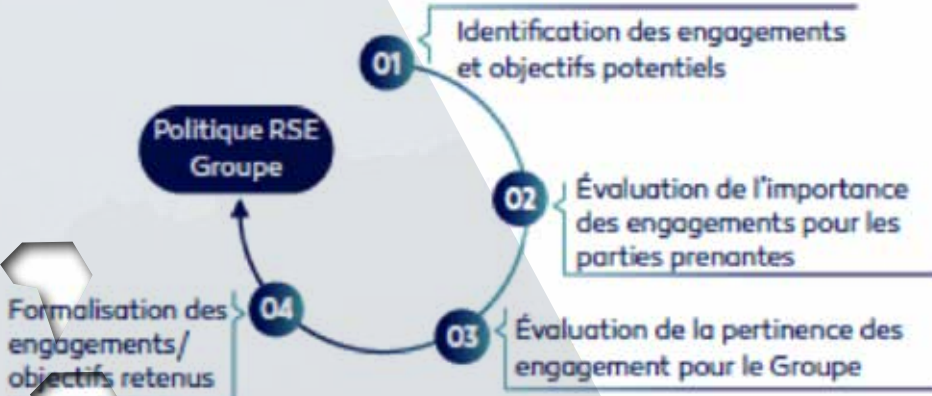 01
Identification des engagements
et objectifs potentiels
Politique RSE
Groupe
02
Évaluation de l'importance
des engagements pour les
parties prenantes
03
Évaluation de la pertinence des
engagement pour le Groupe
04
Formalisation des
engagements/
objectifs retenus